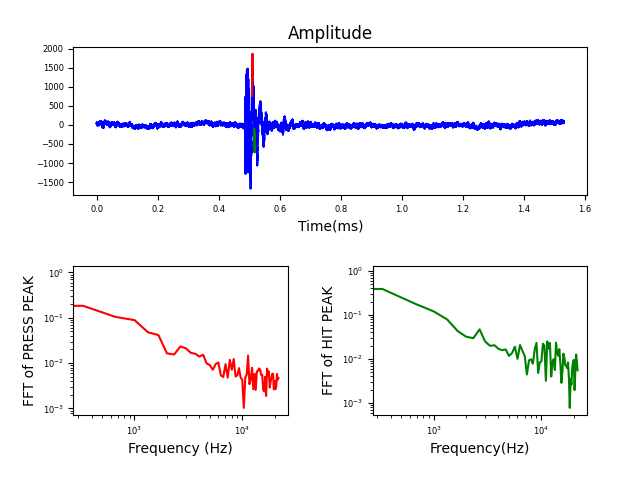 Amplitude
2000
1500
1000
500
0
−500
−1000
−1500
0.0 0.2 0.4 0.6 0.8 1.0 1.2 1.4 1.6
Time(ms)
FFT of PRESS PEAK
10⁰
10⁻¹
10⁻²
10⁻³
10³ 10⁴
Frequency (Hz)
FFT of HIT PEAK
10⁰
10⁻¹
10⁻²
10⁻³
10³ 10⁴
Frequency(Hz)